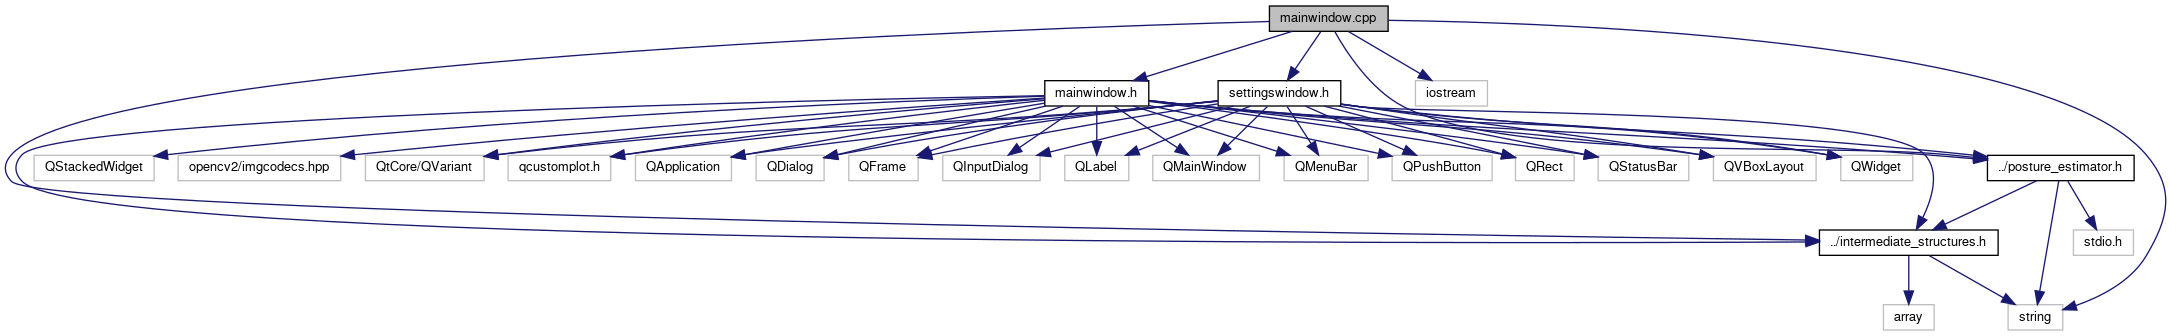 mainwindow.cpp
mainwindow.h
settingswindow.h
iostream
QStackedWidget
opencv2/imgcodecs.hpp
QtCore/QVariant
qcustomplot.h
QApplication
QDialog
QFrame
QInputDialog
QLabel
QMainWindow
QMenuBar
QPushButton
QRect
QStatusBar
QVBoxLayout
QWidget
../posture_estimator.h
../intermediate_structures.h
stdio.h
array
string